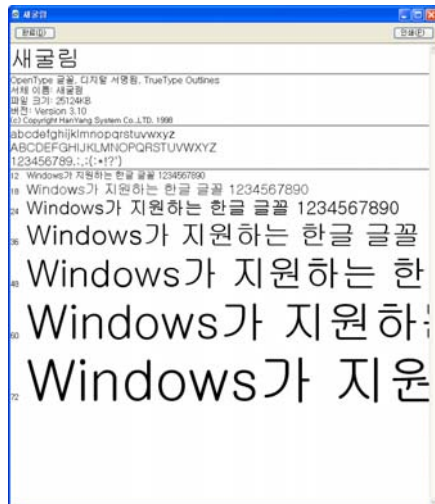 새굴림
완료(D) 인쇄(P)
새굴림
OpenType 글꼴, 디지털 서명됨, TrueType Outlines
서체 이름: 새굴림
파일 크기: 25124KB
버전: Version 3.10
(c) Copyright HanYang System Co.,LTD. 1998
abcdefghijklmnopqrstuvwxyz
ABCDEFGHIJKLMNOPQRSTUVWXYZ
123456789.:,;(:*!?')
12 Windows가 지원하는 한글 글꼴 1234567890
18 Windows가 지원하는 한글 글꼴 1234567890
24 Windows가 지원하는 한글 글꼴 1234567890
36 Windows가 지원하는 한글 글꼴
48 Windows가 지원하는 한
60 Windows가 지원하
72 Windows가 지원